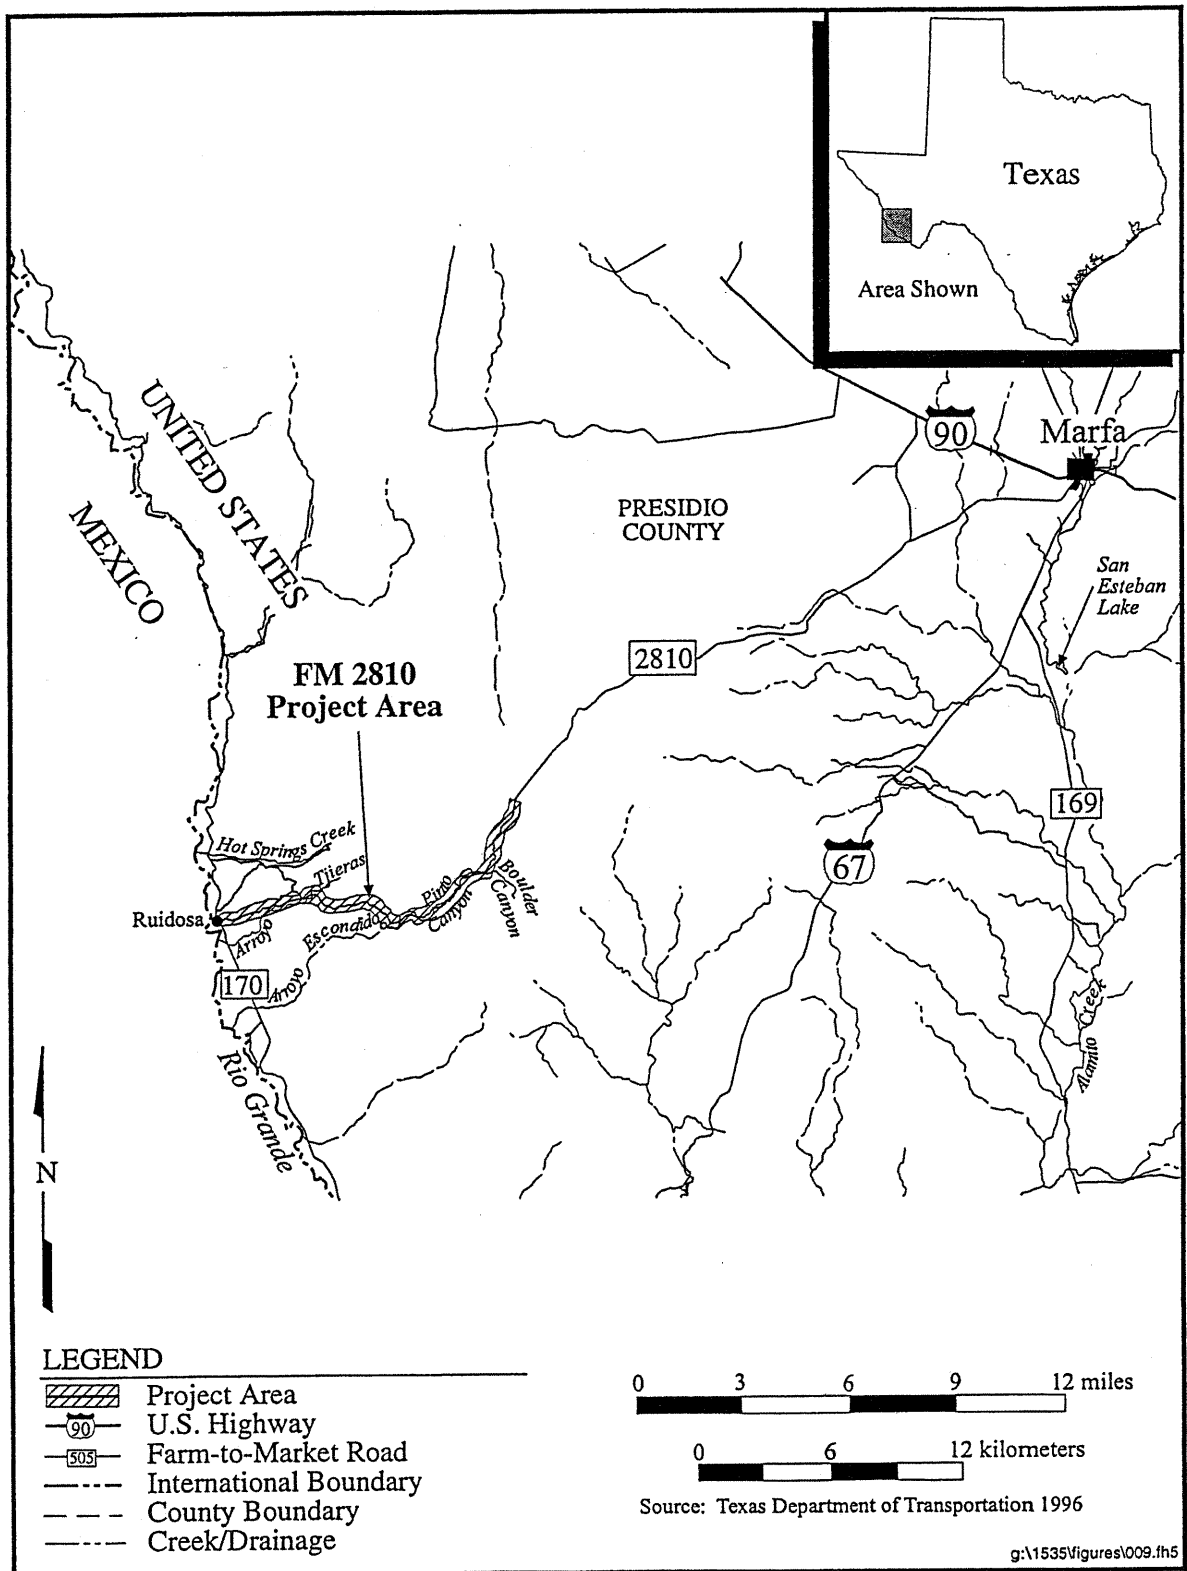 Texas
Area Shown
90
Marfa
UNITED STATES
MEXICO
PRESIDIO
COUNTY
San
Esteban
Lake
2810
FM 2810
Project Area
169
67
Hot Springs Creek
Tjieras
Pinto
Canyon
Boulder
Canyon
Ruidosa
Arroyo
Escondido
Arroyo
170
Alamito Creek
Rio Grande
N
LEGEND
Project Area
90 U.S. Highway
505 Farm-to-Market Road
International Boundary
County Boundary
Creek/Drainage
0 3 6 9 12 miles
0 6 12 kilometers
Source: Texas Department of Transportation 1996
g:\1535\figures\009.fh5